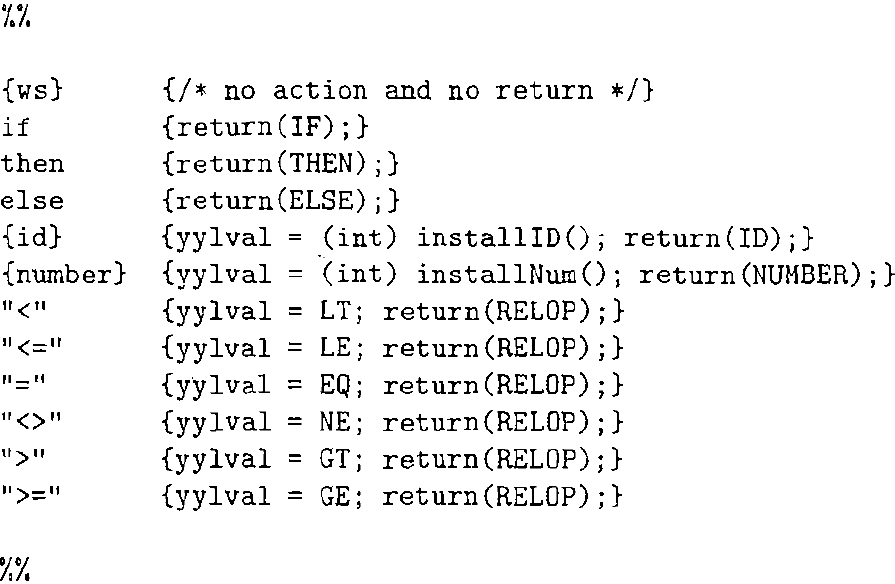 %%
{ws} {/* no action and no return */}
if {return(IF);}
then {return(THEN);}
else {return(ELSE);}
{id} {yylval = (int) installID(); return(ID);}
{number} {yylval = (int) installNum(); return(NUMBER);}
"<" {yylval = LT; return(RELOP);}
"<=" {yylval = LE; return(RELOP);}
"=" {yylval = EQ; return(RELOP);}
"<>" {yylval = NE; return(RELOP);}
">" {yylval = GT; return(RELOP);}
">=" {yylval = GE; return(RELOP);}
%%